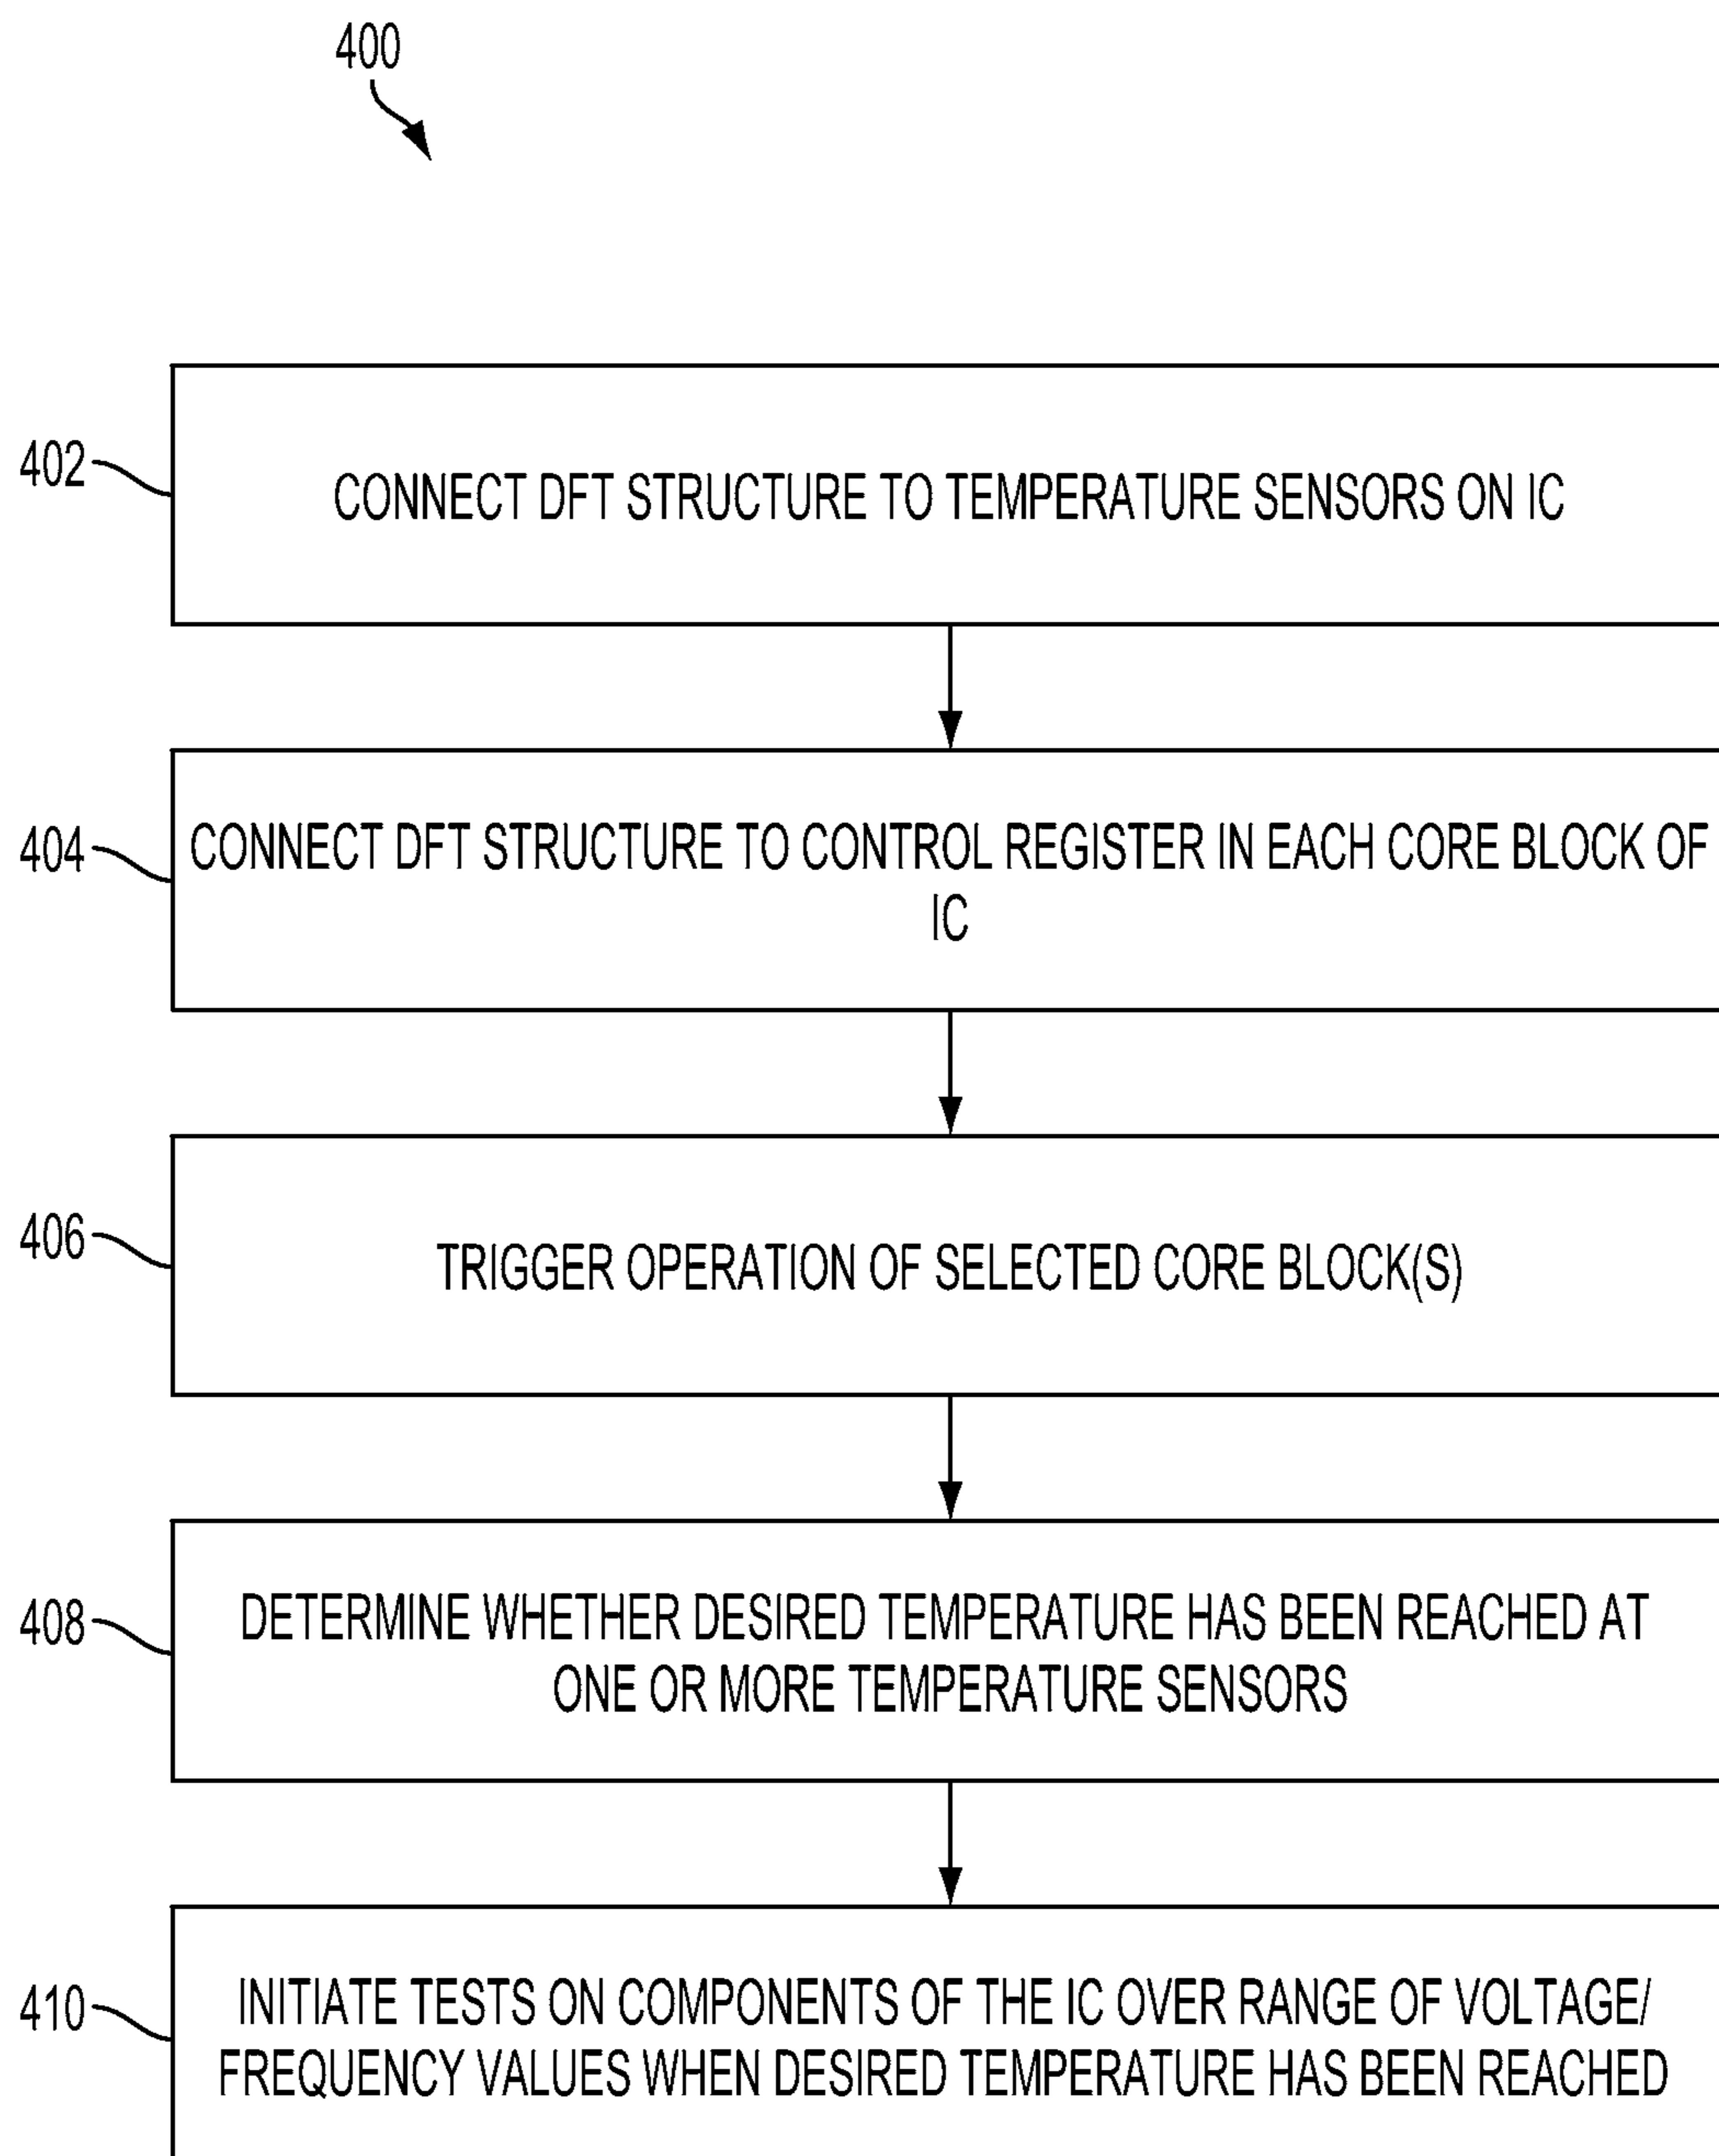 400
402
CONNECT DFT STRUCTURE TO TEMPERATURE SENSORS ON IC
404
CONNECT DFT STRUCTURE TO CONTROL REGISTER IN EACH CORE BLOCK OF
IC
406
TRIGGER OPERATION OF SELECTED CORE BLOCK(S)
408
DETERMINE WHETHER DESIRED TEMPERATURE HAS BEEN REACHED AT
ONE OR MORE TEMPERATURE SENSORS
410
INITIATE TESTS ON COMPONENTS OF THE IC OVER RANGE OF VOLTAGE/
FREQUENCY VALUES WHEN DESIRED TEMPERATURE HAS BEEN REACHED